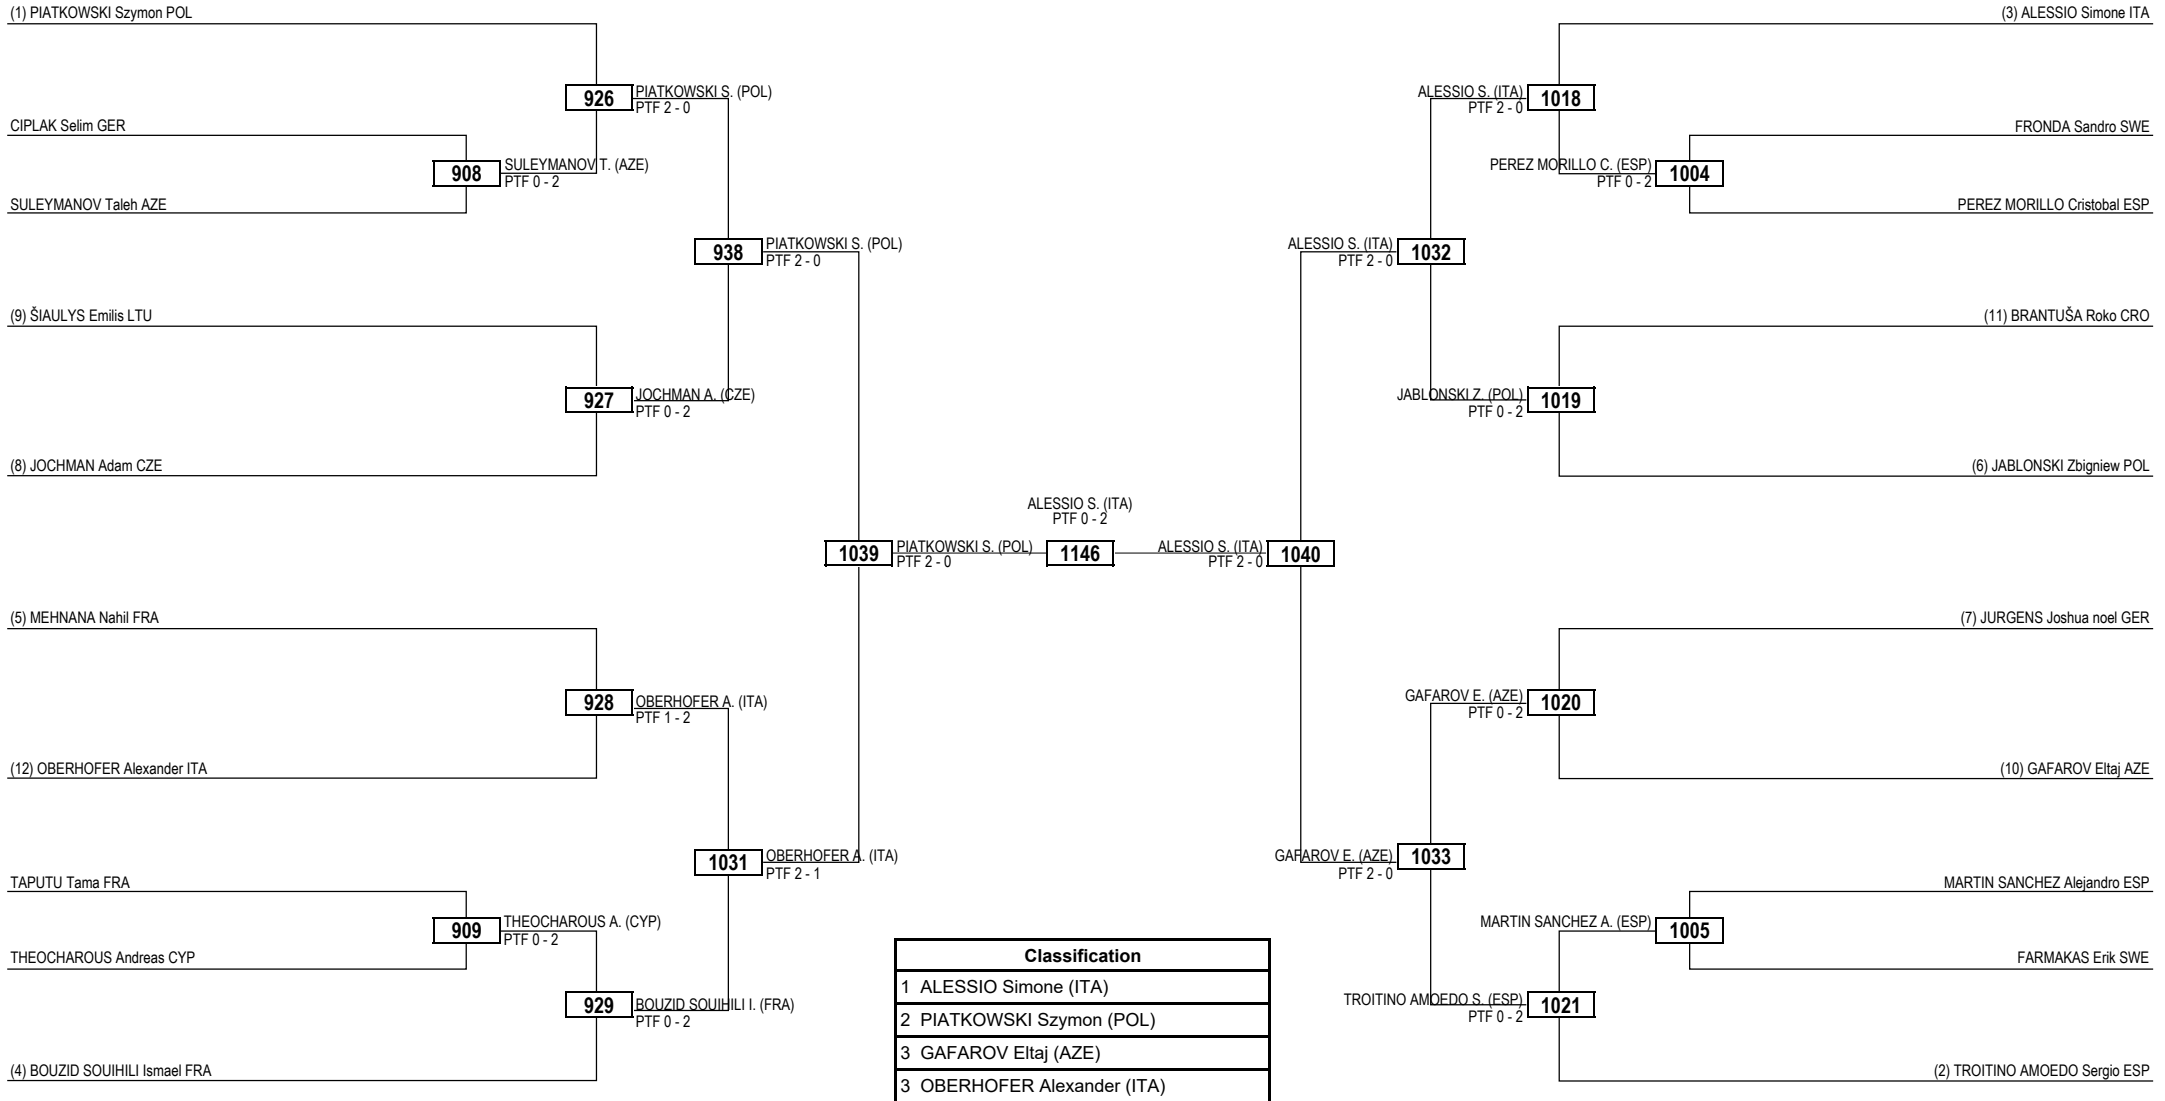 (1) PIATKOWSKI Szymon POL
(3) ALESSIO Simone ITA
926
PIATKOWSKI S. (POL)
PTF 2 - 0
ALESSIO S. (ITA)
PTF 2 - 0
1018
CIPLAK Selim GER
FRONDA Sandro SWE
908
SULEYMANOV T. (AZE)
PTF 0 - 2
PEREZ MORILLO C. (ESP)
PTF 0 - 2
1004
SULEYMANOV Taleh AZE
PEREZ MORILLO Cristobal ESP
938
PIATKOWSKI S. (POL)
PTF 2 - 0
ALESSIO S. (ITA)
PTF 2 - 0
1032
(9) ŠIAULYS Emilis LTU
(11) BRANTUŠA Roko CRO
927
JOCHMAN A. (CZE)
PTF 0 - 2
JABLONSKI Z. (POL)
PTF 0 - 2
1019
(8) JOCHMAN Adam CZE
(6) JABLONSKI Zbigniew POL
ALESSIO S. (ITA)
PTF 0 - 2
1039
PIATKOWSKI S. (POL)
PTF 2 - 0
1146
ALESSIO S. (ITA)
PTF 2 - 0
1040
(5) MEHNANA Nahil FRA
(7) JURGENS Joshua noel GER
928
OBERHOFER A. (ITA)
PTF 1 - 2
GAFAROV E. (AZE)
PTF 0 - 2
1020
(12) OBERHOFER Alexander ITA
(10) GAFAROV Eltaj AZE
1031
OBERHOFER A. (ITA)
PTF 2 - 1
GAFAROV E. (AZE)
PTF 2 - 0
1033
TAPUTU Tama FRA
MARTIN SANCHEZ Alejandro ESP
909
THEOCHAROUS A. (CYP)
PTF 0 - 2
MARTIN SANCHEZ A. (ESP)
1005
THEOCHAROUS Andreas CYP
FARMAKAS Erik SWE
929
BOUZID SOUIHILI I. (FRA)
PTF 0 - 2
TROITINO AMOEDO S. (ESP)
PTF 0 - 2
1021
(4) BOUZID SOUIHILI Ismael FRA
(2) TROITINO AMOEDO Sergio ESP
Classification
1 ALESSIO Simone (ITA)
2 PIATKOWSKI Szymon (POL)
3 GAFAROV Eltaj (AZE)
3 OBERHOFER Alexander (ITA)